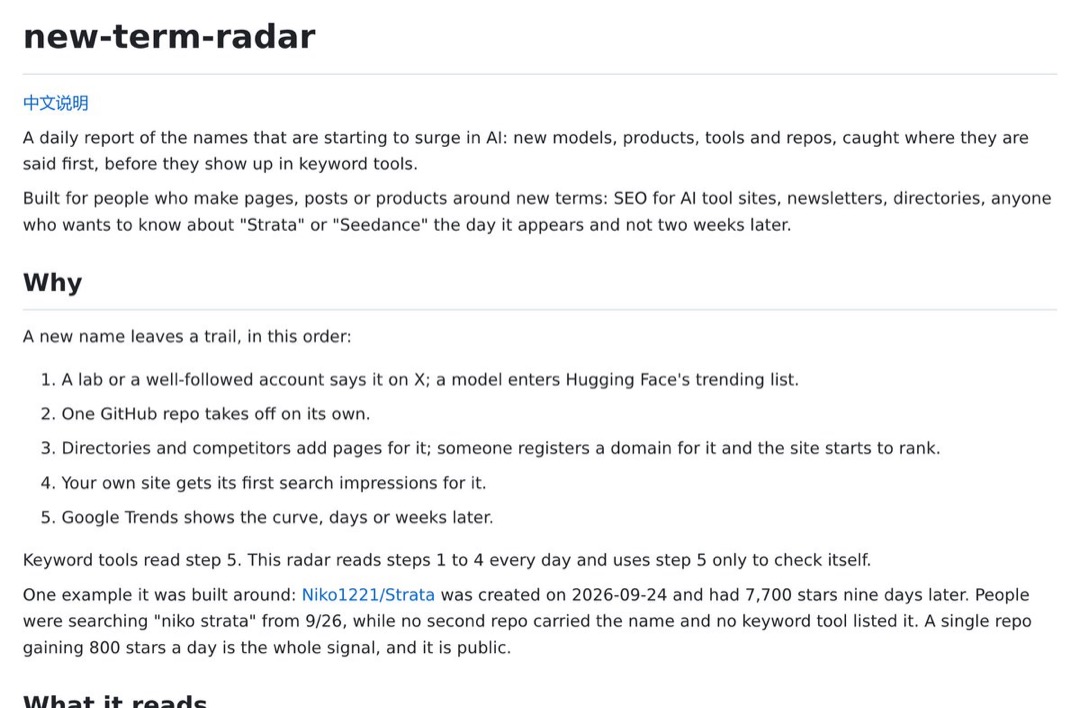 new-term-radar
中文说明
A daily report of the names that are starting to surge in AI: new models, products, tools and repos, caught where they are
said first, before they show up in keyword tools.
Built for people who make pages, posts or products around new terms: SEO for AI tool sites, newsletters, directories, anyone
who wants to know about "Strata" or "Seedance" the day it appears and not two weeks later.
Why
A new name leaves a trail, in this order:
1. A lab or a well-followed account says it on X; a model enters Hugging Face's trending list.
2. One GitHub repo takes off on its own.
3. Directories and competitors add pages for it; someone registers a domain for it and the site starts to rank.
4. Your own site gets its first search impressions for it.
5. Google Trends shows the curve, days or weeks later.
Keyword tools read step 5. This radar reads steps 1 to 4 every day and uses step 5 only to check itself.
One example it was built around: Niko1221/Strata was created on 2026-09-24 and had 7,700 stars nine days later. People
were searching "niko strata" from 9/26, while no second repo carried the name and no keyword tool listed it. A single repo
gaining 800 stars a day is the whole signal, and it is public.
What it reads